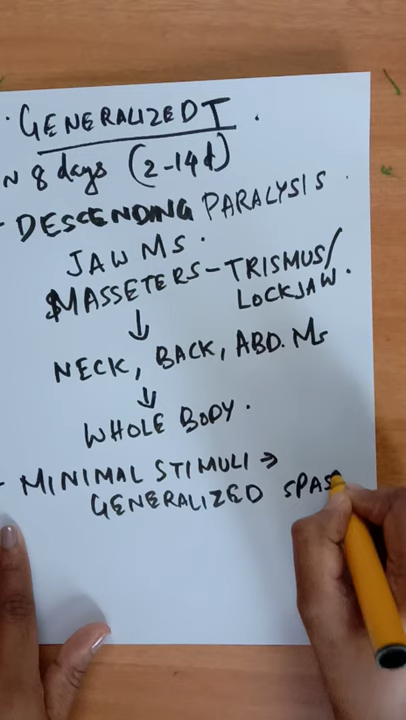 . GENERALIZED T .
N 8 days (2-14d)
- DESCENDING PARALYSIS .
JAW MS .
MASSETERS - TRISMUS/
LOCKJAW .
↓
NECK, BACK, ABD. Ms
↓
WHOLE BODY .
- MINIMAL STIMULI →
GENERALIZED SPAS